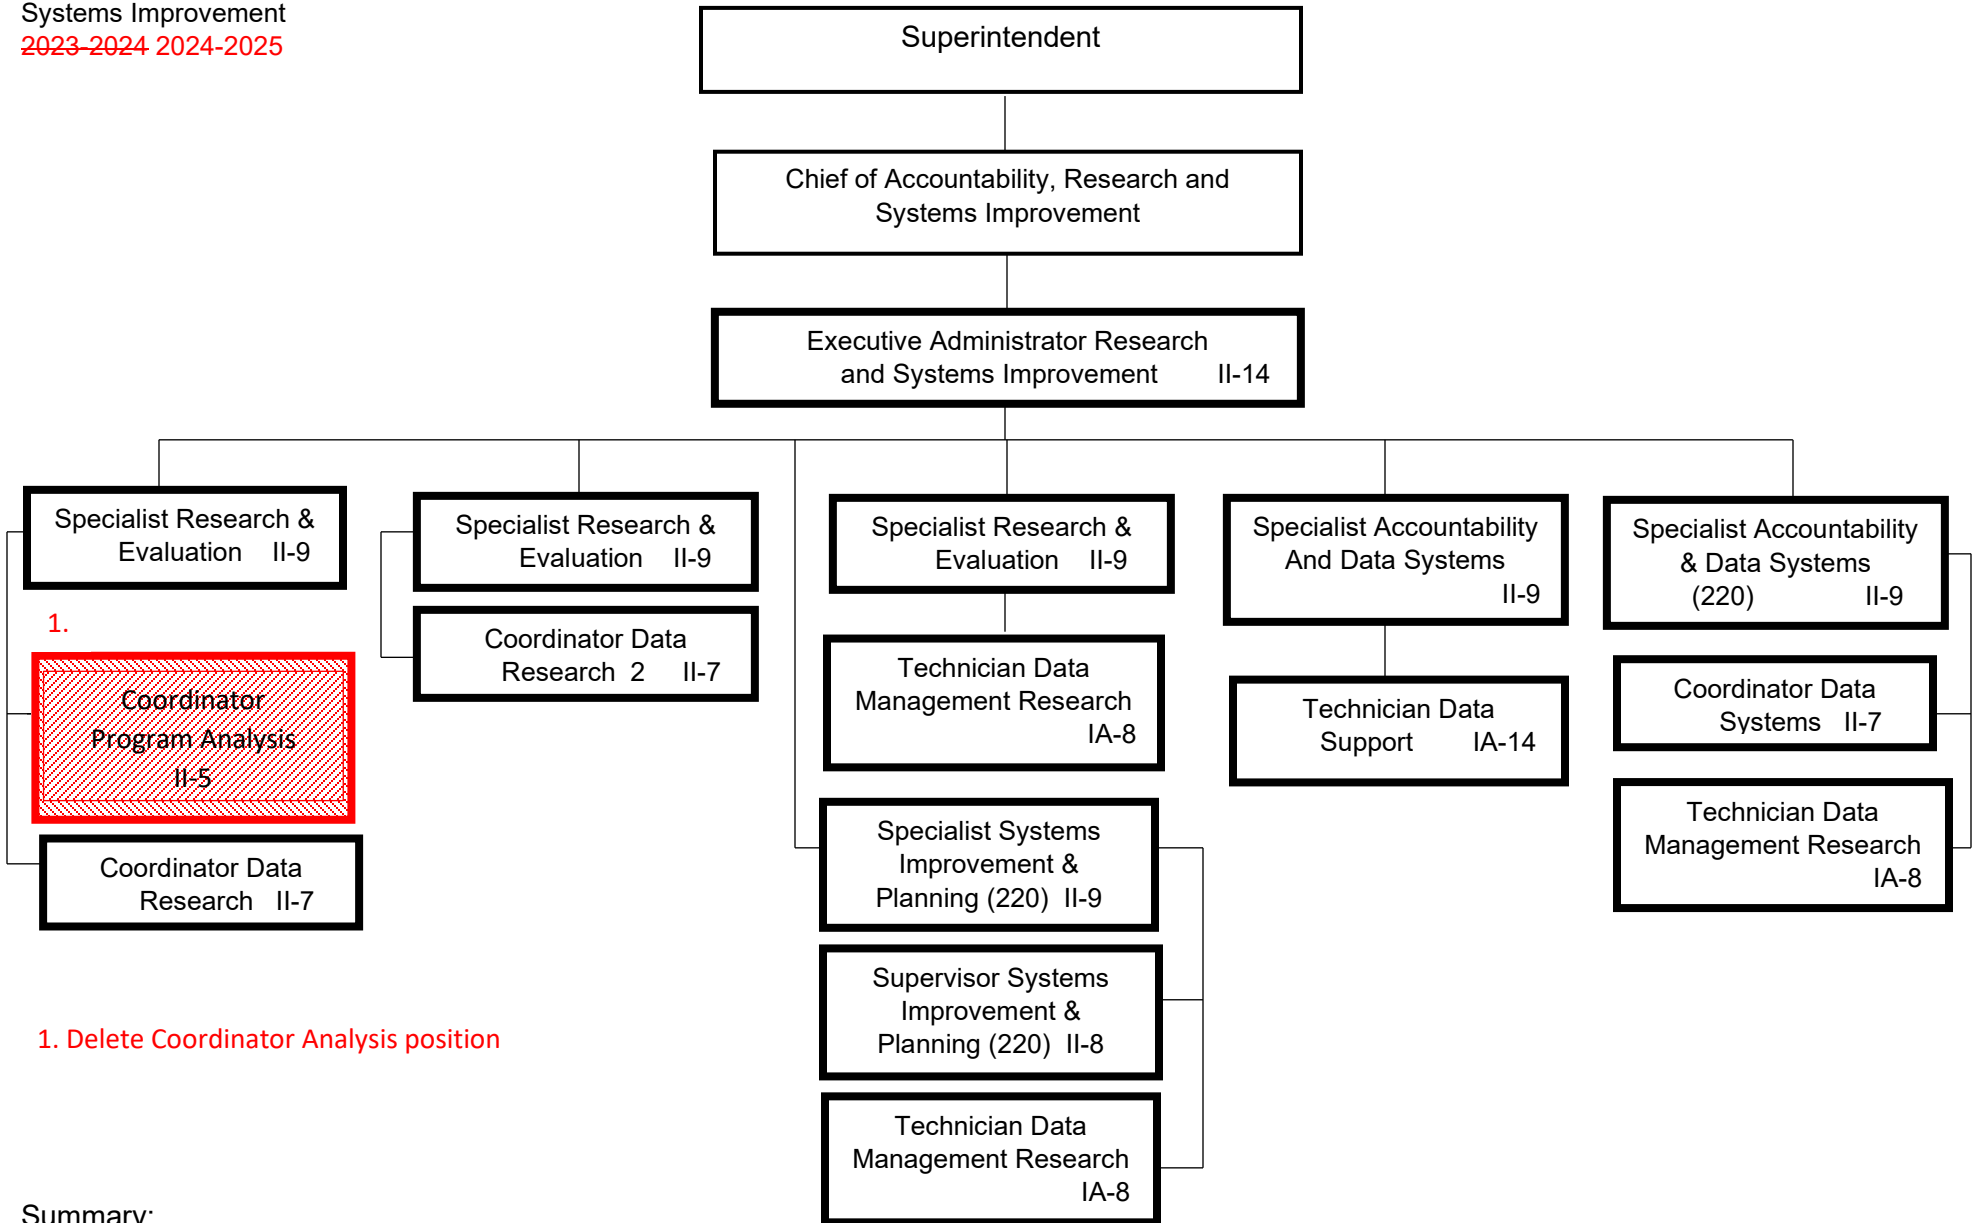 Systems Improvement
2023-2024 2024-2025
Superintendent
Chief of Accountability, Research and
Systems Improvement
Executive Administrator Research
and Systems Improvement II-14
Specialist Research &
Evaluation II-9
1.
Coordinator
Program Analysis
II-5
Coordinator Data
Research II-7
Specialist Research &
Evaluation II-9
Coordinator Data
Research 2 II-7
Specialist Research &
Evaluation II-9
Technician Data
Management Research
IA-8
Specialist Systems
Improvement &
Planning (220) II-9
Supervisor Systems
Improvement &
Planning (220) II-8
Technician Data
Management Research
IA-8
Specialist Accountability
And Data Systems
II-9
Technician Data
Support IA-14
Specialist Accountability
& Data Systems
(220) II-9
Coordinator Data
Systems II-7
Technician Data
Management Research
IA-8
1. Delete Coordinator Analysis position
Summary: